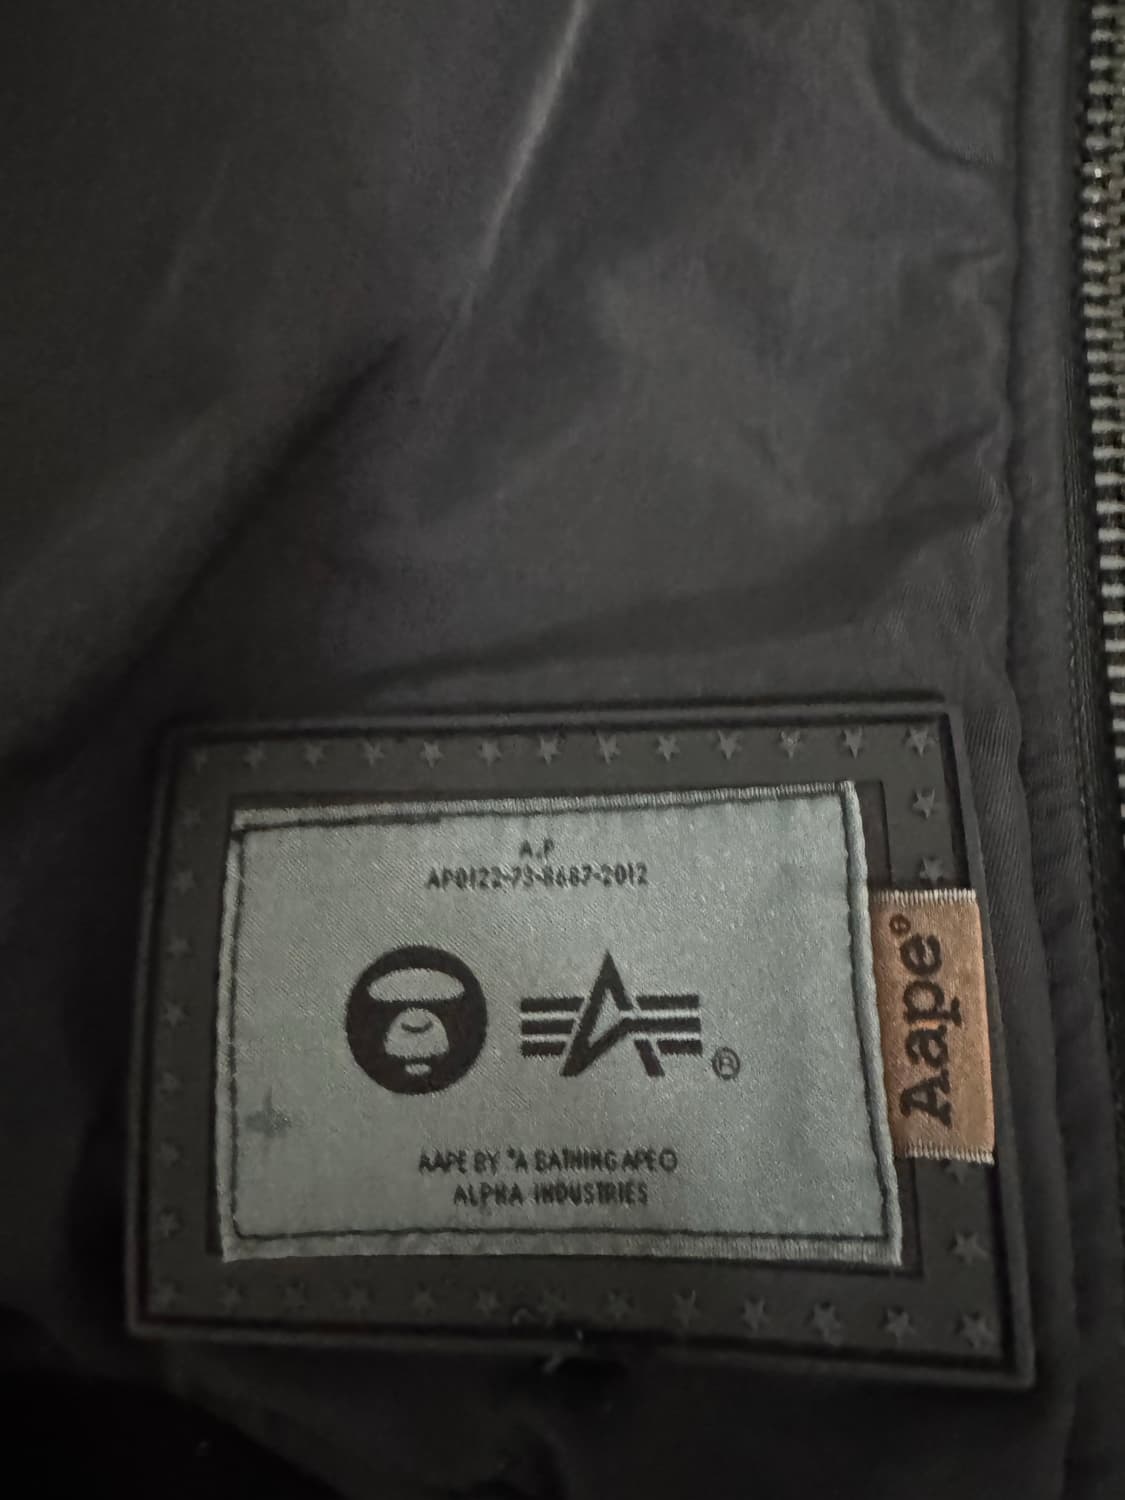 A.P
AP0122-73-8687-2012
®
AAPE BY *A BATHING APE®
ALPHA INDUSTRIES
Aape®